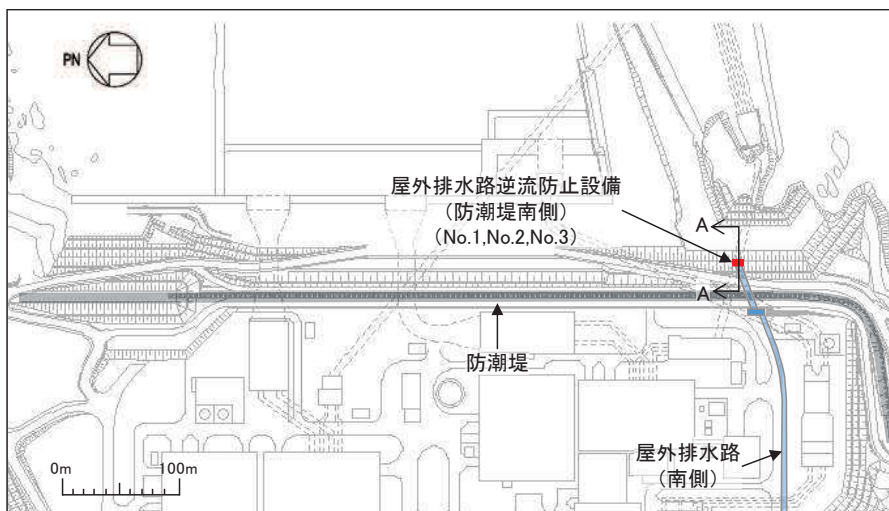 PN
屋外排水路逆流防止設備
（防潮堤南側）
（No.1,No.2,No.3）
A
A
防潮堤
屋外排水路
（南側）
0m
100m